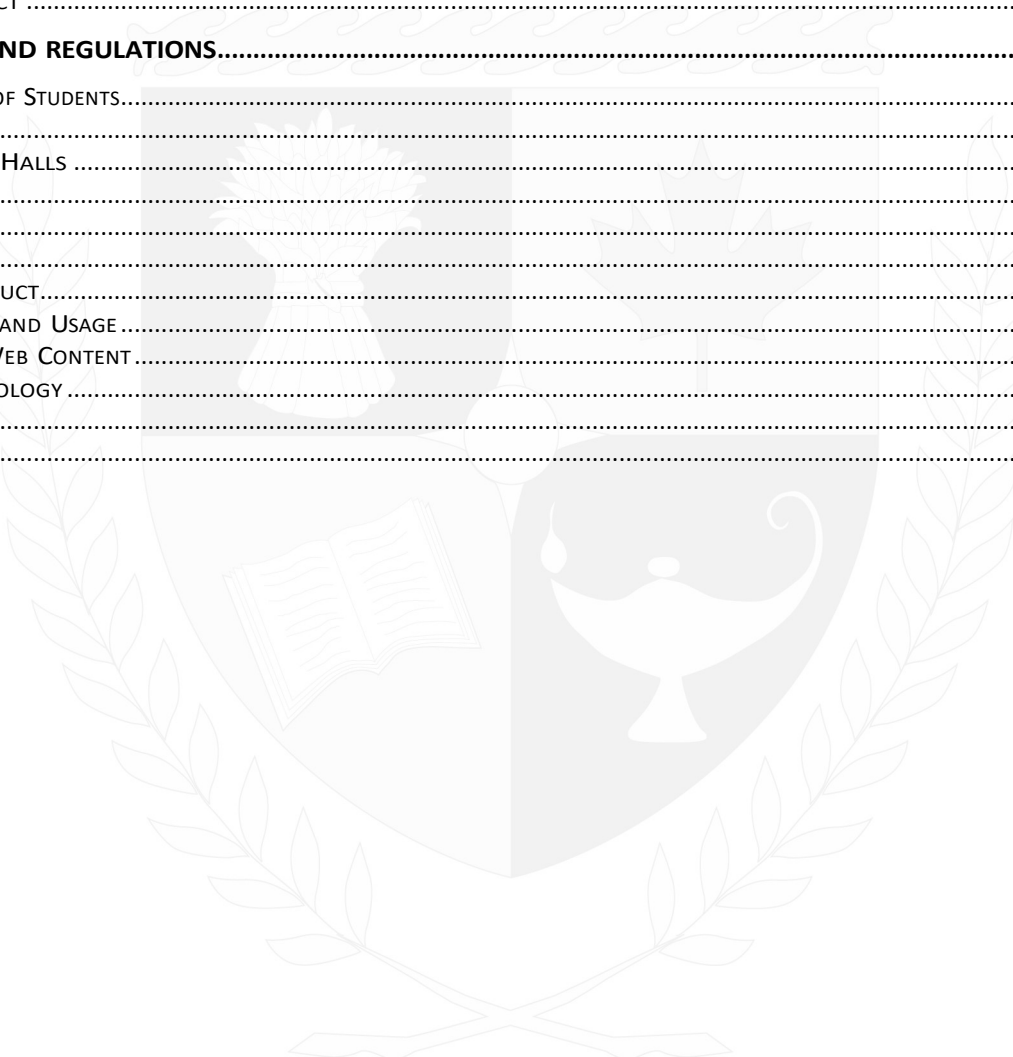 CT ........................................................................................................................
ND REGULATIONS........................................................................................................................
OF STUDENTS........................................................................................................................
........................................................................................................................
HALLS ........................................................................................................................
........................................................................................................................
........................................................................................................................
........................................................................................................................
UCT........................................................................................................................
AND USAGE ........................................................................................................................
WEB CONTENT ........................................................................................................................
OLOGY ........................................................................................................................
........................................................................................................................
........................................................................................................................